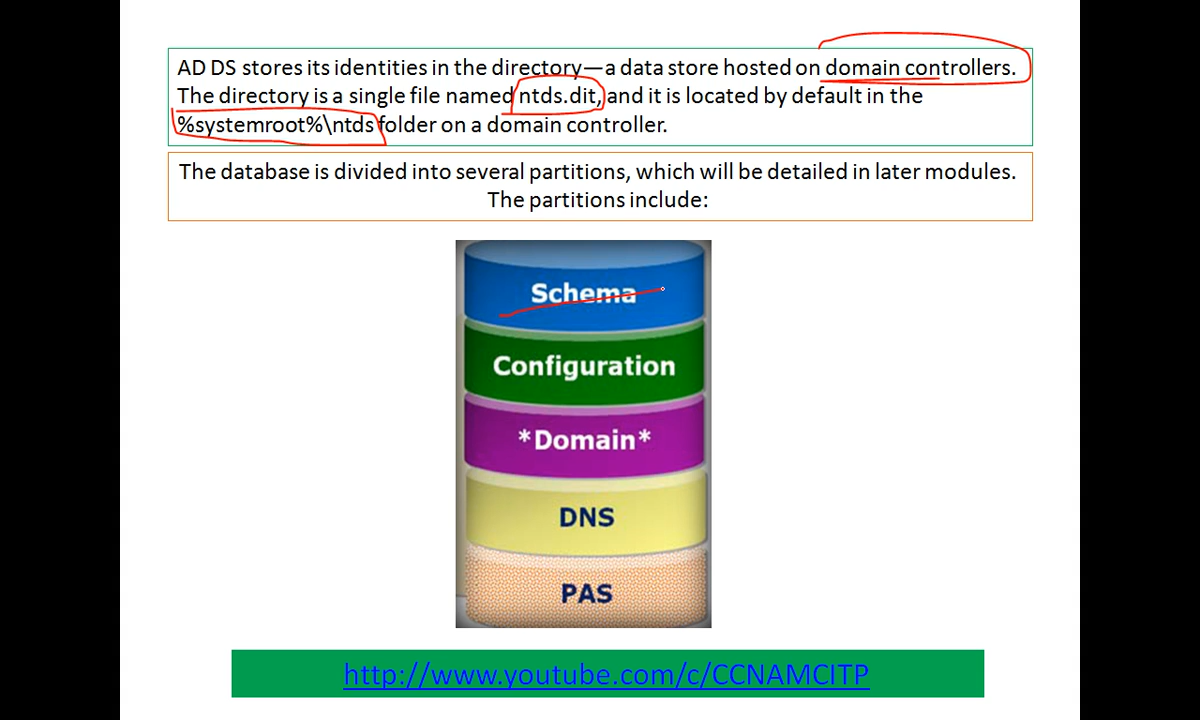 AD DS stores its identities in the directory—a data store hosted on domain controllers.
The directory is a single file named ntds.dit, and it is located by default in the
%systemroot%\ntds folder on a domain controller.
The database is divided into several partitions, which will be detailed in later modules.
The partitions include:
Schema
Configuration
*Domain*
DNS
PAS
http://www.youtube.com/c/CCNAMCITP